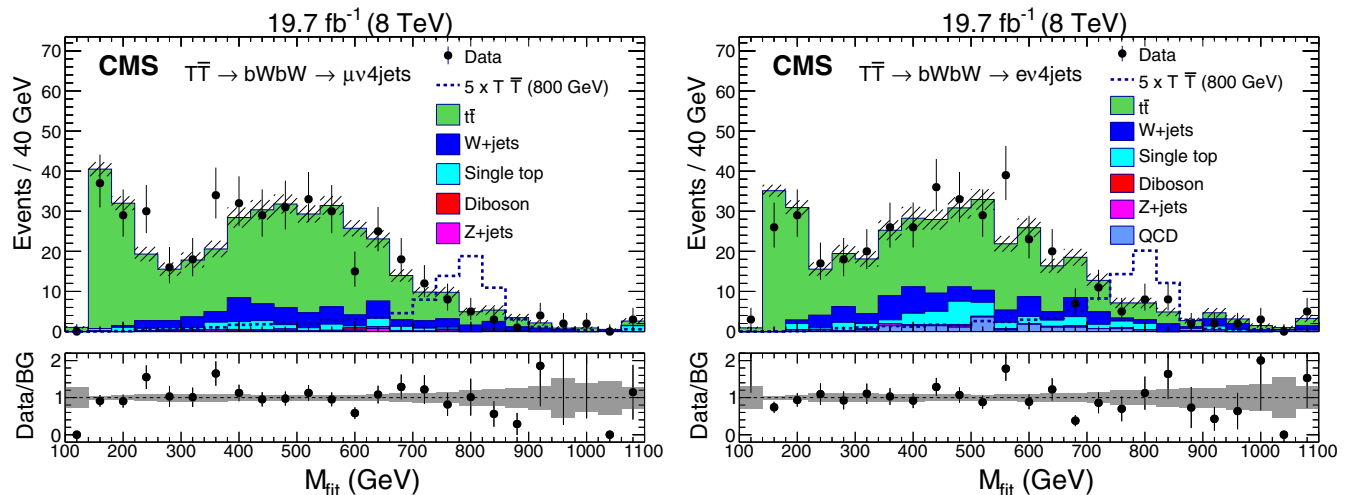 19.7 fb⁻¹ (8 TeV)
CMS
TT̅ → bWbW → μν4jets
Data
5 x T T̅ (800 GeV)
tt̅
W+jets
Single top
Diboson
Z+jets
Events / 40 GeV
70
60
50
40
30
20
10
0
Data/BG
2
1
0
100 200 300 400 500 600 700 800 900 1000 1100
M_fit (GeV)
19.7 fb⁻¹ (8 TeV)
CMS
TT̅ → bWbW → eν4jets
Data
5 x T T̅ (800 GeV)
tt̅
W+jets
Single top
Diboson
Z+jets
QCD
Events / 40 GeV
70
60
50
40
30
20
10
0
Data/BG
2
1
0
100 200 300 400 500 600 700 800 900 1000 1100
M_fit (GeV)